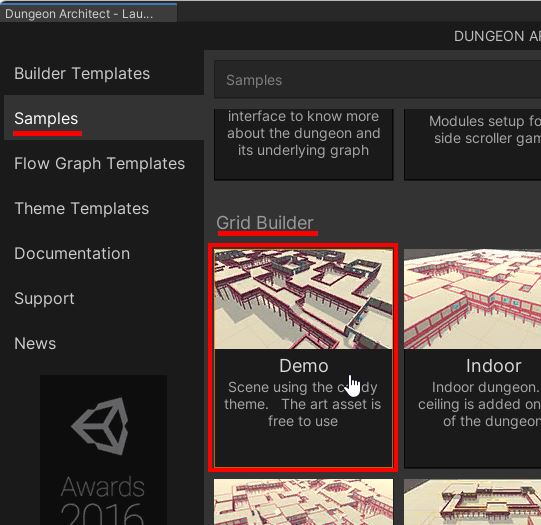 Dungeon Architect - Lau...
DUNGEON AR
Builder Templates
Samples
Flow Graph Templates
Theme Templates
Documentation
Support
News
Awards
2016
Samples
interface to know more
about the dungeon and
its underlying graph
Modules setup fo
side scroller gam
Grid Builder
Demo
Scene using the c dy
theme. The art asset is
free to use
Indoor
Indoor dungeon.
ceiling is added on
of the dungeon